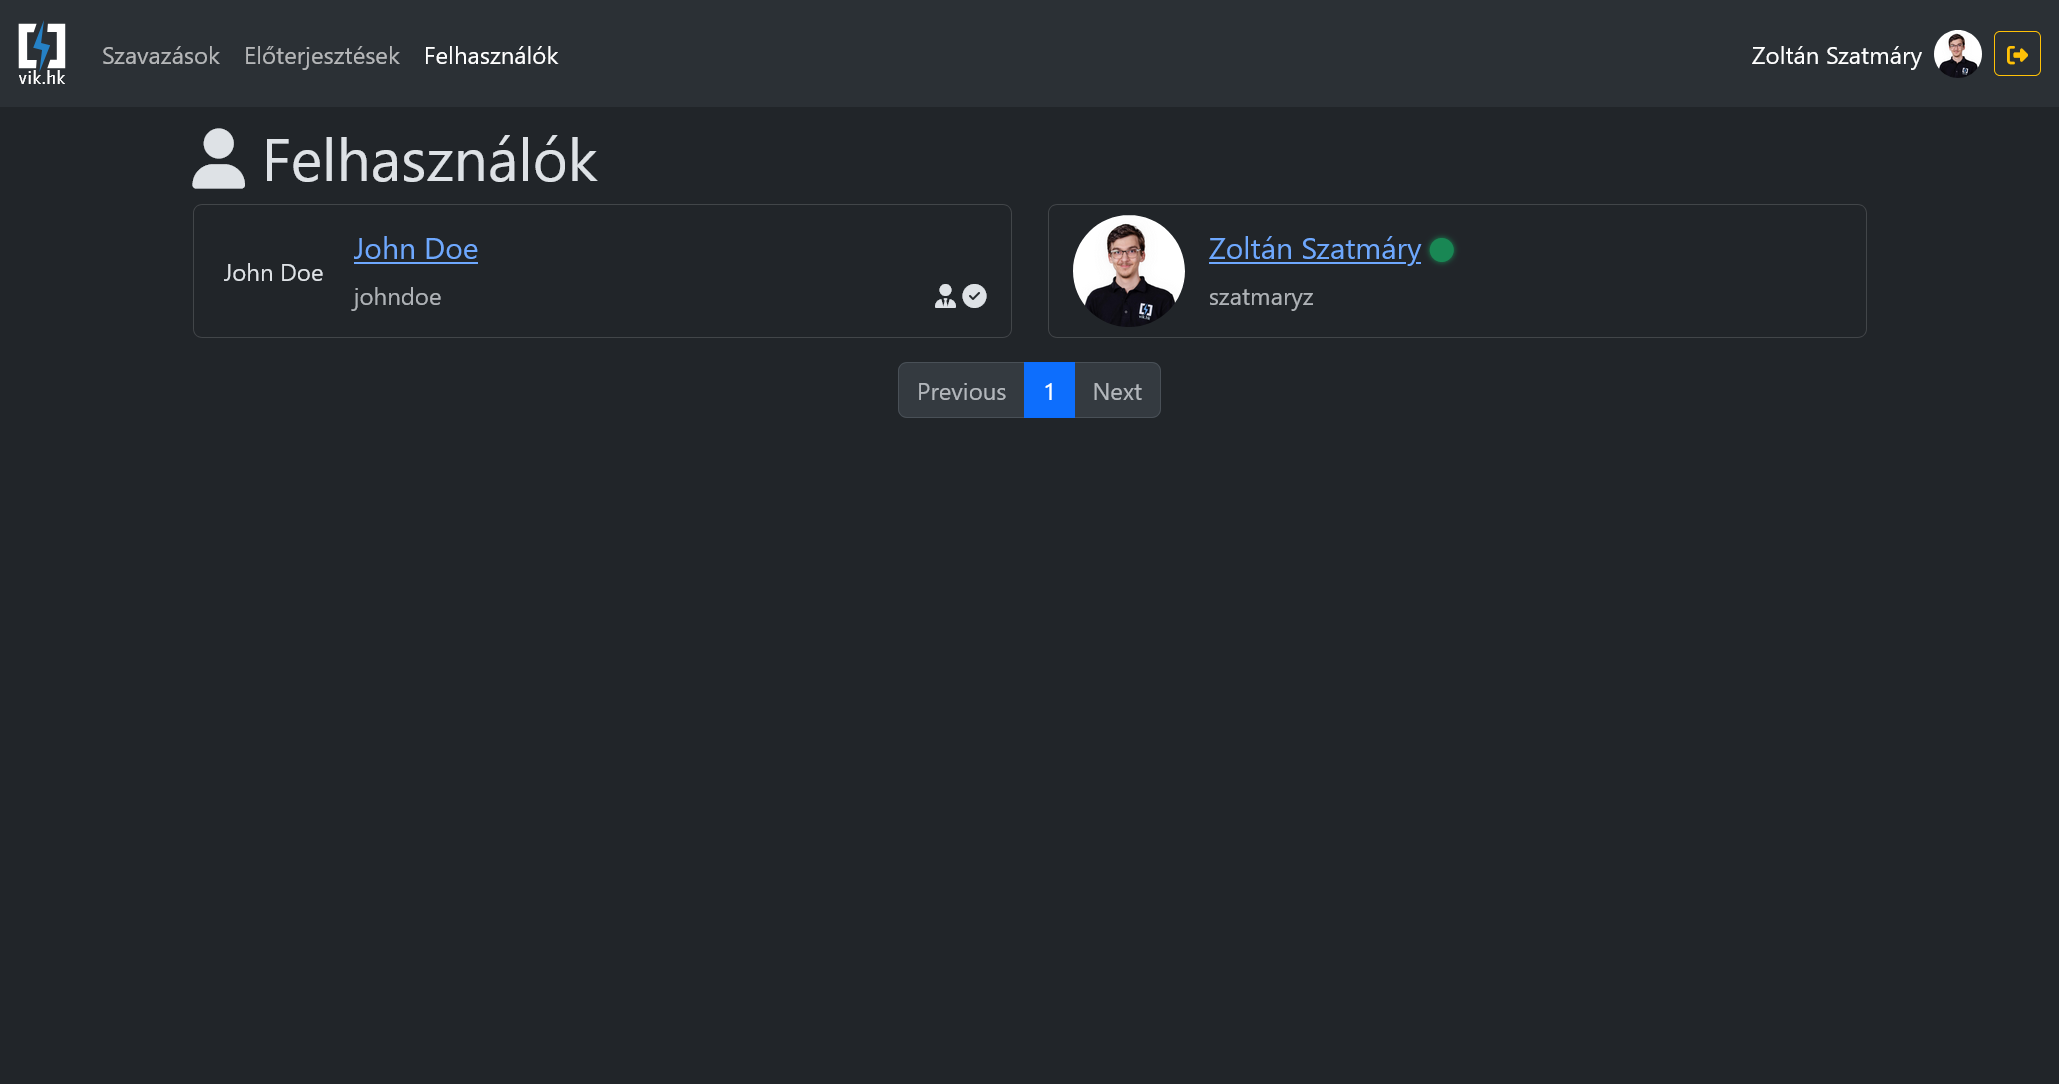 vik.hk
Szavazások
Előterjesztések
Felhasználók
Zoltán Szatmáry
Felhasználók
John Doe
John Doe
johndoe
Zoltán Szatmáry
szatmaryz
Previous
1
Next